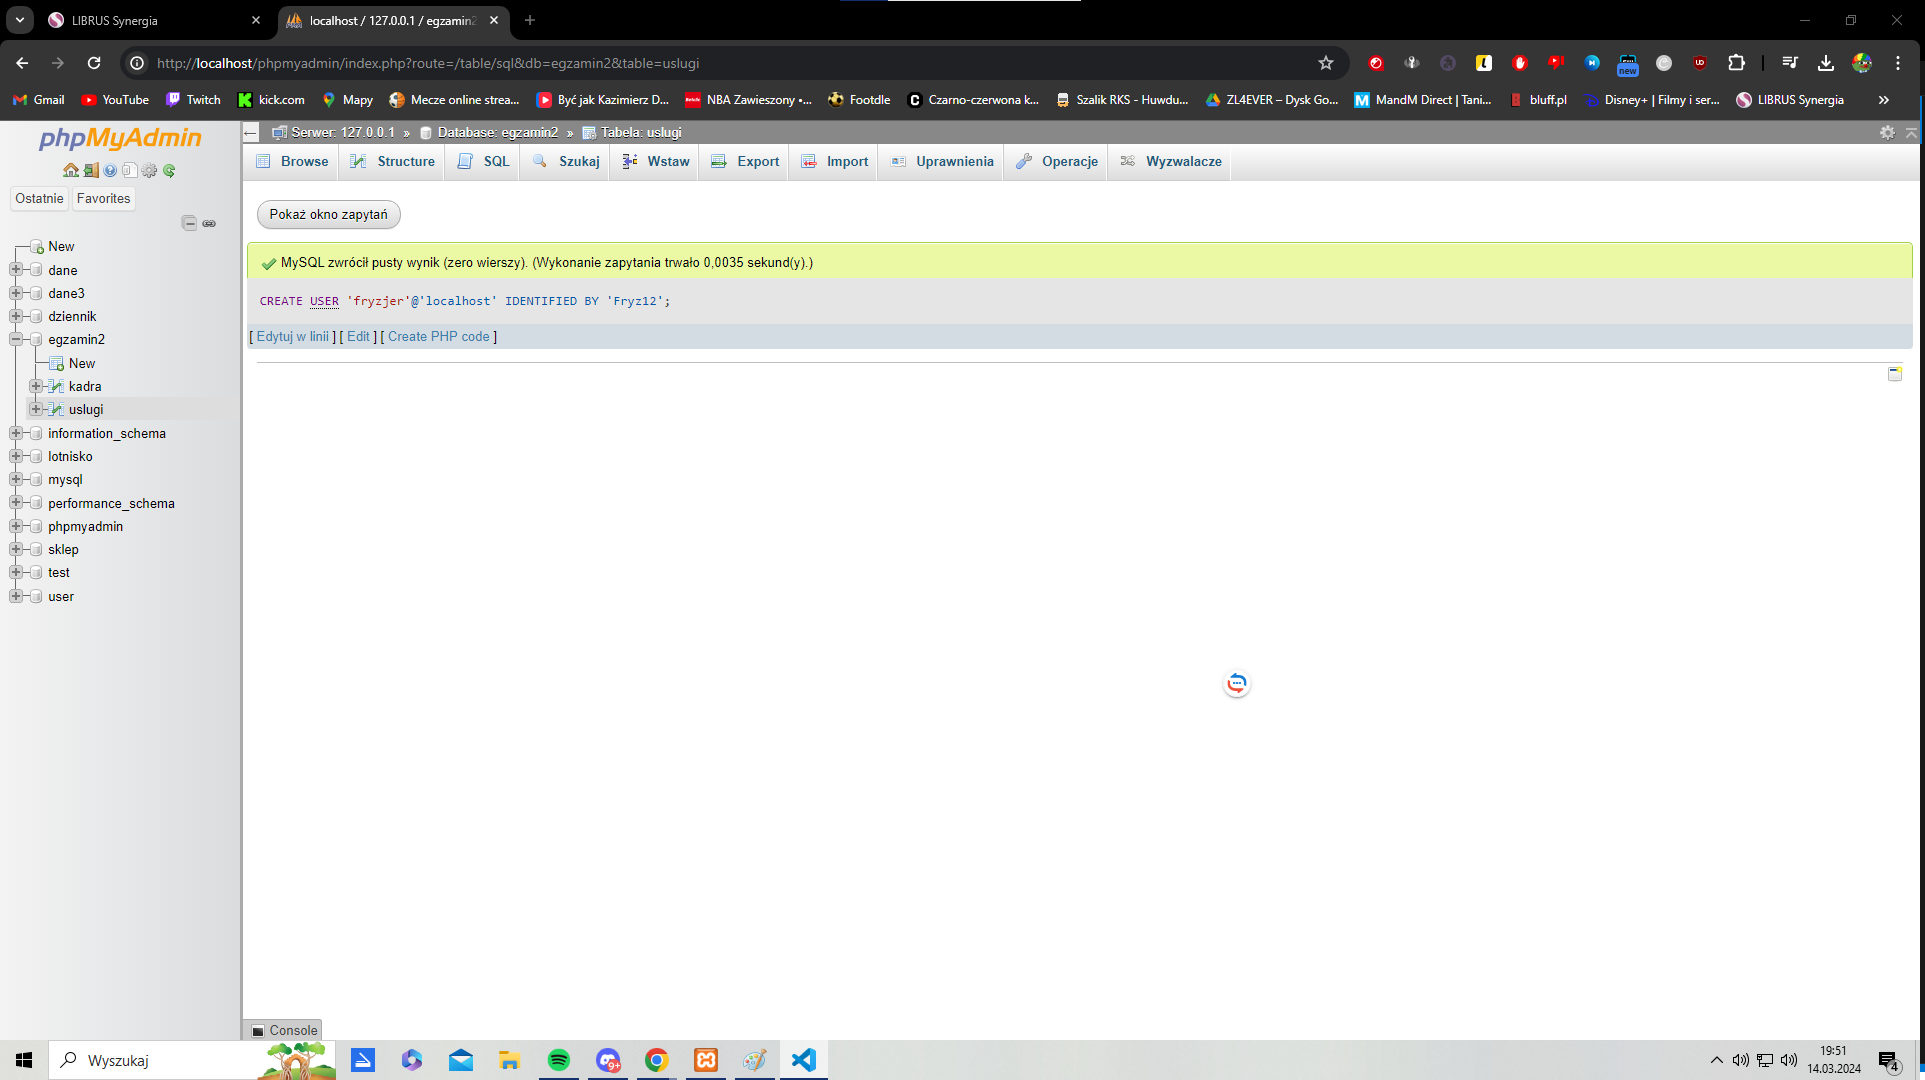 LIBRUS Synergia
localhost / 127.0.0.1 / egzamin2
http://localhost/phpmyadmin/index.php?route=/table/sql&db=egzamin2&table=uslugi
new
Gmail YouTube Twitch kick.com Mapy Mecze online strea... Być jak Kazimierz D... NBA Zawieszony •... Footdle Czarno-czerwona k... Szalik RKS - Huwdu... ZL4EVER – Dysk Go... MandM Direct | Tani... bluff.pl Disney+ | Filmy i ser... LIBRUS Synergia
phpMyAdmin
Ostatnie Favorites
New
dane
dane3
dziennik
egzamin2
New
kadra
uslugi
information_schema
lotnisko
mysql
performance_schema
phpmyadmin
sklep
test
user
Serwer: 127.0.0.1 » Database: egzamin2 » Tabela: uslugi
Browse Structure SQL Szukaj Wstaw Export Import Uprawnienia Operacje Wyzwalacze
Pokaż okno zapytań
MySQL zwrócił pusty wynik (zero wierszy). (Wykonanie zapytania trwało 0,0035 sekund(y).)
CREATE USER 'fryzjer'@'localhost' IDENTIFIED BY 'Fryz12';
[ Edytuj w linii ] [ Edit ] [ Create PHP code ]
Console
Wyszukaj
9+
19:51
14.03.2024
4